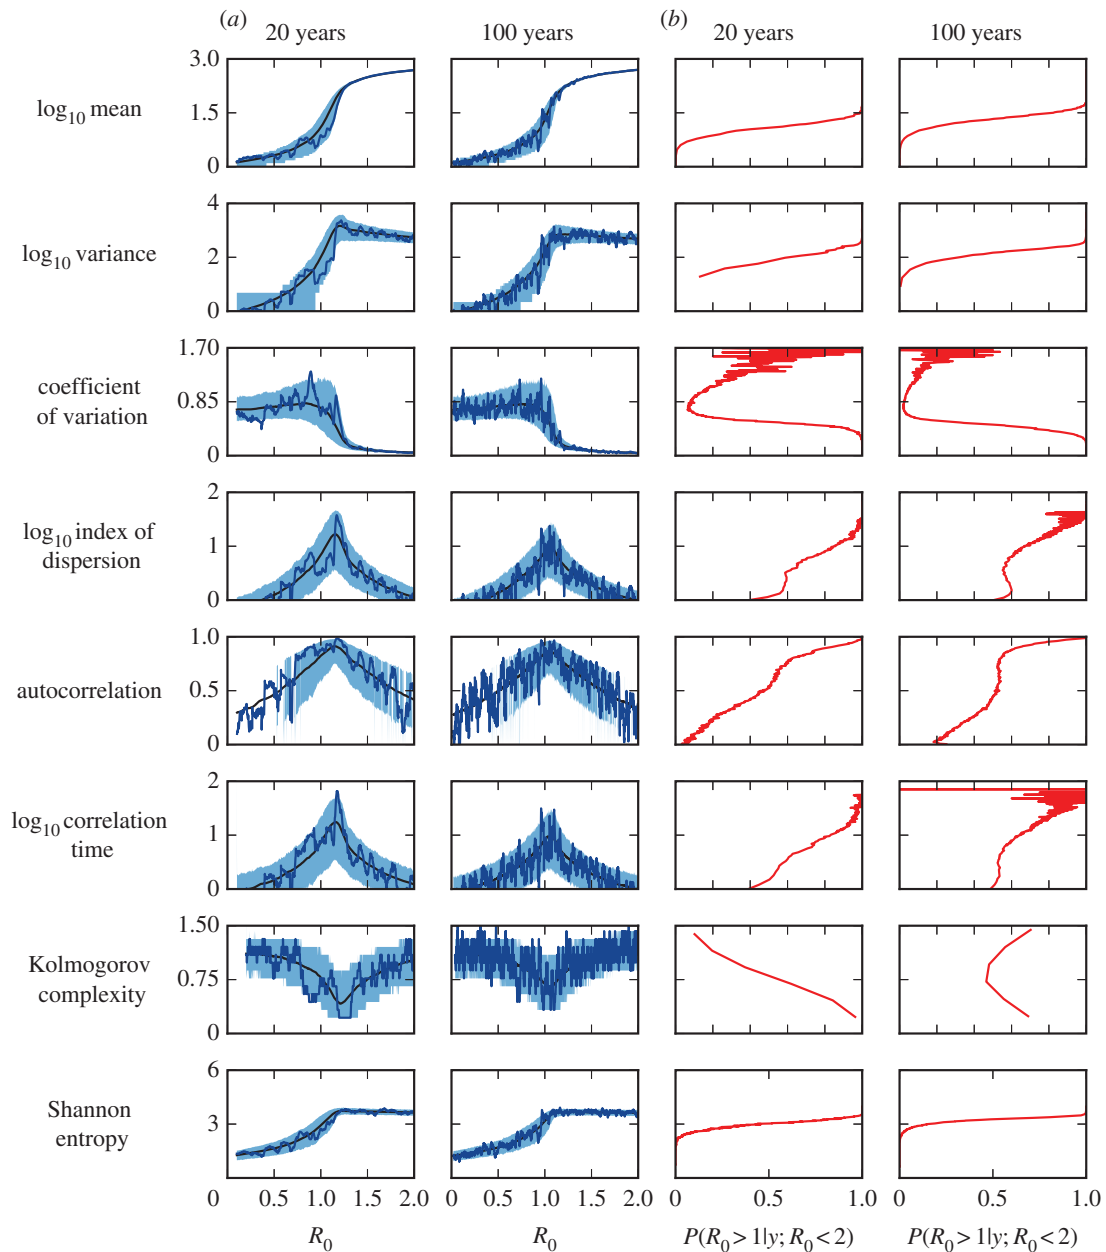 (a) (b)
20 years 100 years 20 years 100 years
3.0
log₁₀ mean 1.5
0
4
log₁₀ variance 2
0
1.70
coefficient
of variation 0.85
0
2
log₁₀ index of
dispersion 1
0
1.0
autocorrelation 0.5
0
2
log₁₀ correlation
time 1
0
1.50
Kolmogorov
complexity 0.75
0
6
Shannon
entropy 3
0 0.5 1.0 1.5 2.0 0 0.5 1.0 1.5 2.0 0 0.5 1.0 0 0.5 1.0
R₀ R₀ P(R₀ > 1|y; R₀ < 2) P(R₀ > 1|y; R₀ < 2)